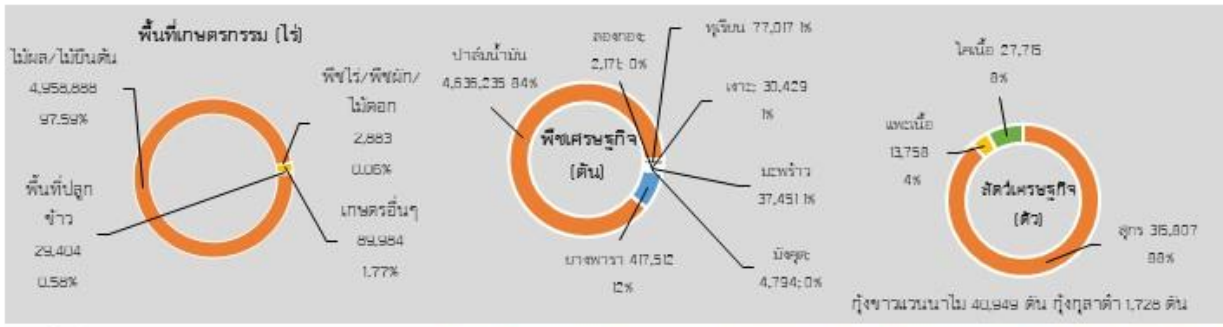 พื้นที่เกษตรกรรม (ไร่)
ไม้ผล/ไม้ยืนต้น
4,958,888
97.59%
พืชไร่/พืชผัก/
ไม้ดอก
2,883
0.06%
พื้นที่ปลูก
ข้าว
29,404
0.58%
เกษตรอื่นๆ
89,984
1.77%
ปาล์มน้ำมัน
4,636,235 84%
ลองกอง;
2,171; 0%
ทุเรียน 77,017 1%
เงาะ; 30,429
1%
พืชเศรษฐกิจ
(ตัน)
มะพร้าว
37,451 1%
ยางพารา 417,512
12%
มังคุด;
4,794; 0%
โคเนื้อ 27,715
8%
แพะเนื้อ
13,758
4%
สัตว์เศรษฐกิจ
(ตัว)
สุกร 315,807
88%
กุ้งขาวแวนนาไม 40,949 ตัน กุ้งกุลาดำ 1,728 ตัน